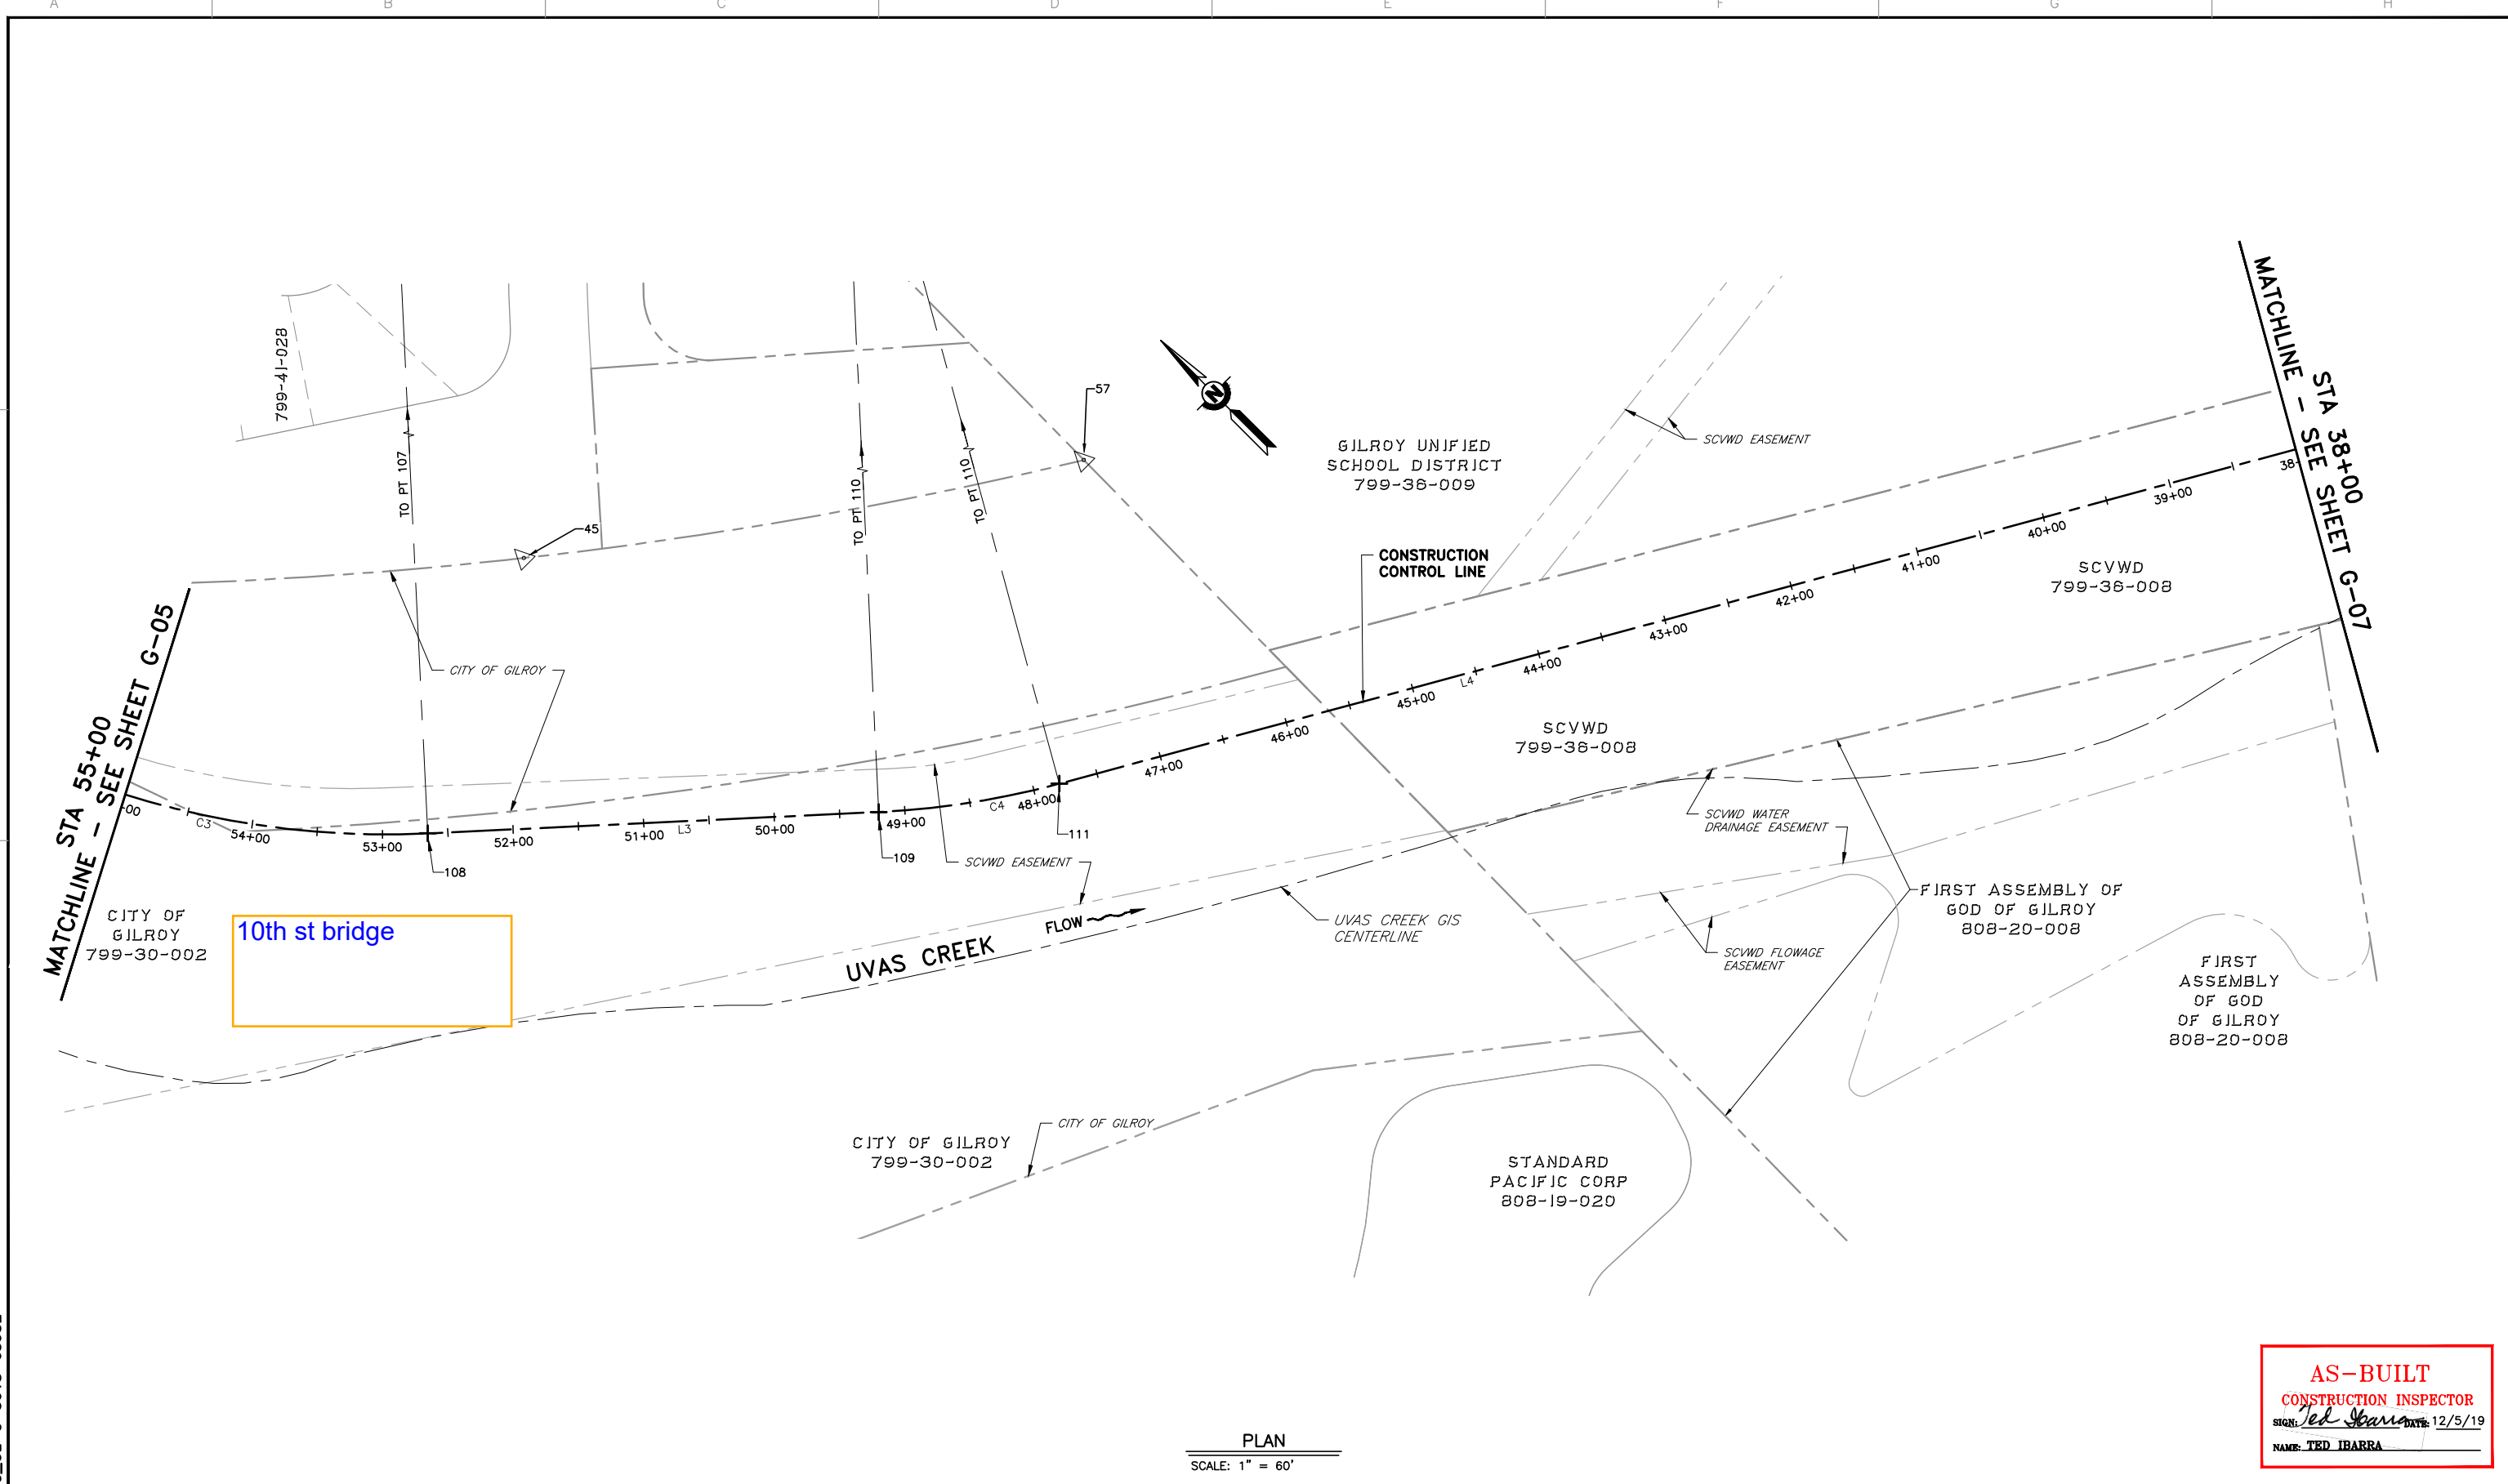 A B C D E F G H
MATCHLINE - STA 38+00
SEE SHEET G-07
799-41-028
TO PT 107
TO PT 110
TO PT 110
57
45
N
GILROY UNIFIED
SCHOOL DISTRICT
799-36-009
SCVWD EASEMENT
CONSTRUCTION
CONTROL LINE
SCVWD
799-36-008
38
39+00
40+00
41+00
42+00
43+00
44+00
L4
45+00
46+00
47+00
48+00
C4
49+00
50+00
L3
51+00
52+00
53+00
54+00
C3
-00
MATCHLINE - STA 55+00
SEE SHEET G-05
CITY OF GILROY
108
109
111
SCVWD EASEMENT
SCVWD
799-36-008
SCVWD WATER
DRAINAGE EASEMENT
CITY OF
GILROY
799-30-002
10th st bridge
FLOW
UVAS CREEK
UVAS CREEK GIS
CENTERLINE
FIRST ASSEMBLY OF
GOD OF GILROY
808-20-008
SCVWD FLOWAGE
EASEMENT
FIRST
ASSEMBLY
OF GOD
OF GILROY
808-20-008
CITY OF GILROY
799-30-002
CITY OF GILROY
STANDARD
PACIFIC CORP
808-19-020
PLAN
SCALE: 1" = 60'
AS-BUILT
CONSTRUCTION INSPECTOR
SIGN: Ted Ibarra DATE: 12/5/19
NAME: TED IBARRA